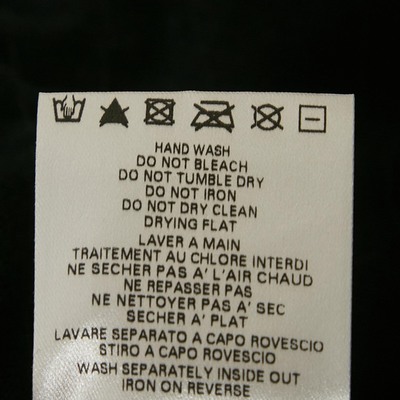 HAND WASH
DO NOT BLEACH
DO NOT TUMBLE DRY
DO NOT IRON
DO NOT DRY CLEAN
DRYING FLAT
LAVER A MAIN
TRAITEMENT AU CHLORE INTERDI
NE SECHER PAS A' L'AIR CHAUD
NE REPASSER PAS
NE NETTOYER PAS A' SEC
SECHER A' PLAT
LAVARE SEPARATO A CAPO ROVESCIO
STIRO A CAPO ROVESCIO
WASH SEPARATELY INSIDE OUT
IRON ON REVERSE